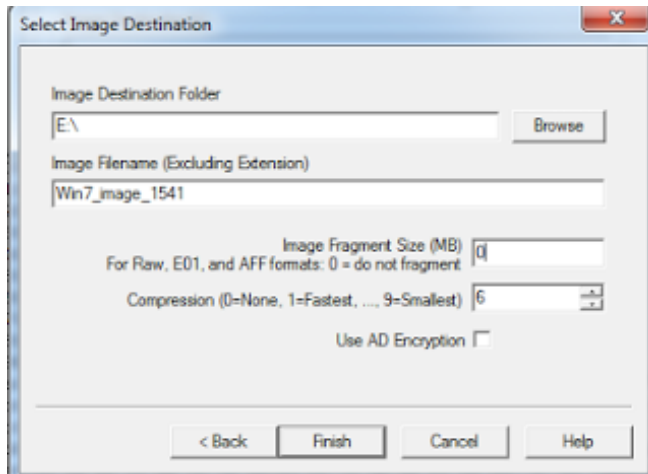 Select Image Destination
Image Destination Folder
E:\
Browse
Image Filename (Excluding Extension)
Win7_image_1541
Image Fragment Size (MB)
0
For Raw, E01, and AFF formats: 0 = do not fragment
Compression (0=None, 1=Fastest, ..., 9=Smallest)
6
Use AD Encryption
< Back
Finish
Cancel
Help